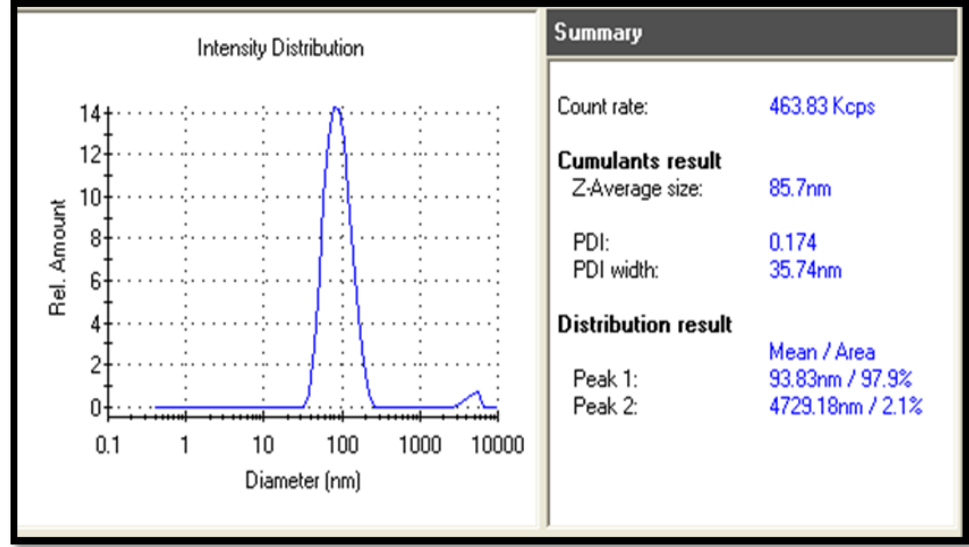 Intensity Distribution
14
12
10
8
6
4
2
0
Rel. Amount
0.1 1 10 100 1000 10000
Diameter (nm)
Summary
Count rate: 463.83 Kcps
Cumulants result
Z-Average size: 85.7nm
PDI: 0.174
PDI width: 35.74nm
Distribution result
Mean / Area
Peak 1: 93.83nm / 97.9%
Peak 2: 4729.18nm / 2.1%